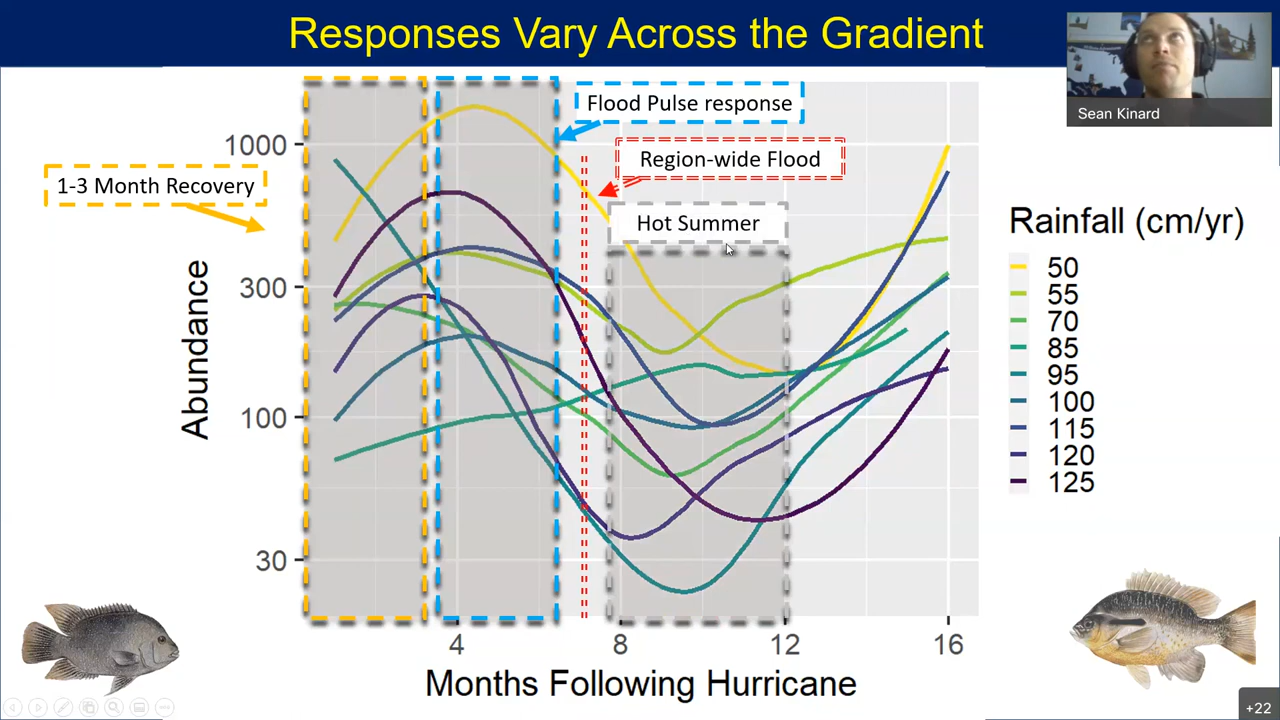 Responses Vary Across the Gradient
Sean Kinard
Flood Pulse response
Region-wide Flood
1-3 Month Recovery
Hot Summer
Abundance
1000
300
100
30
4
8
12
16
Months Following Hurricane
Rainfall (cm/yr)
50
55
70
85
95
100
115
120
125
+22